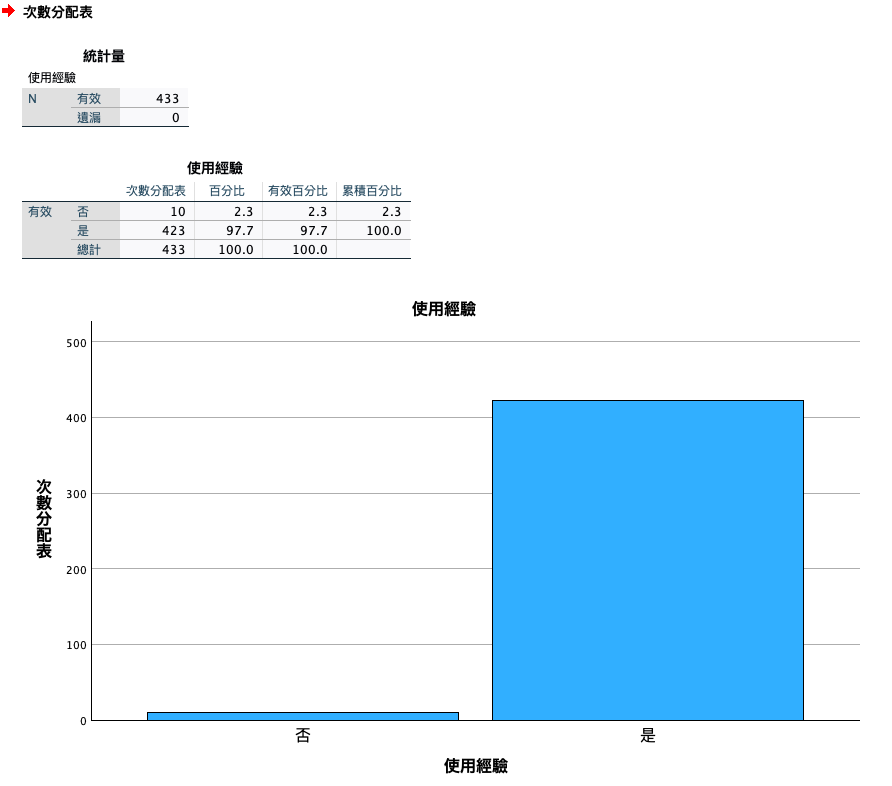 次數分配表
統計量
使用經驗
N 有效 433
遺漏 0
使用經驗
次數分配表 百分比 有效百分比 累積百分比
有效 否 10 2.3 2.3 2.3
是 423 97.7 97.7 100.0
總計 433 100.0 100.0
使用經驗
500
400
300
200
100
0
次數分配表
否 是
使用經驗